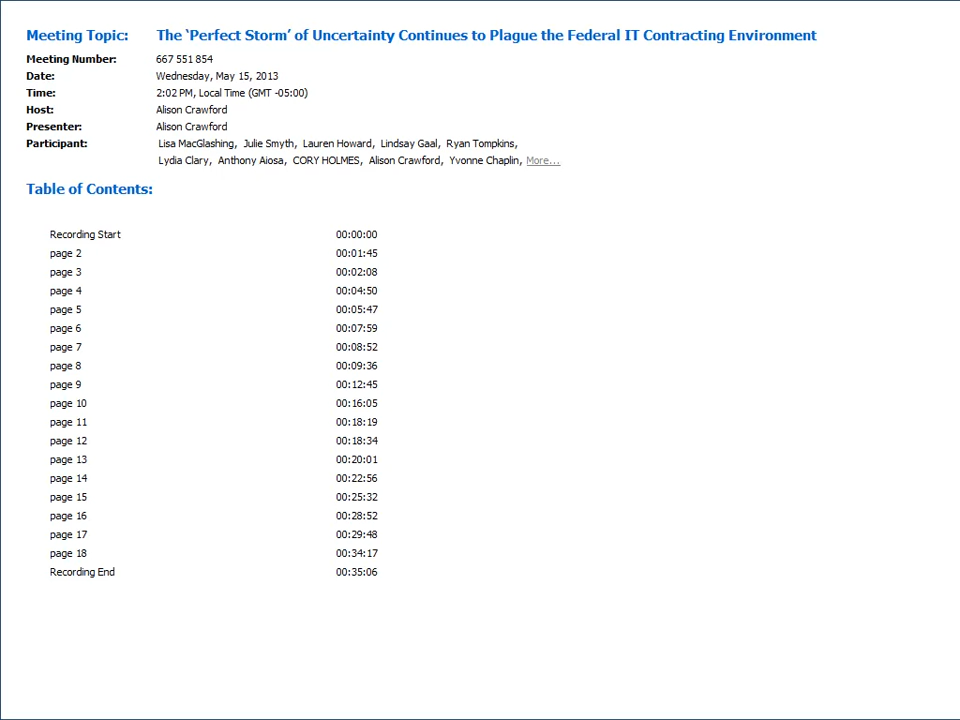 Meeting Topic: The ‘Perfect Storm’ of Uncertainty Continues to Plague the Federal IT Contracting Environment
Meeting Number: 667 551 854
Date: Wednesday, May 15, 2013
Time: 2:02 PM, Local Time (GMT -05:00)
Host: Alison Crawford
Presenter: Alison Crawford
Participant: Lisa MacGlashing, Julie Smyth, Lauren Howard, Lindsay Gaal, Ryan Tompkins,
Lydia Clary, Anthony Aiosa, CORY HOLMES, Alison Crawford, Yvonne Chaplin, More...
Table of Contents:
Recording Start 00:00:00
page 2 00:01:45
page 3 00:02:08
page 4 00:04:50
page 5 00:05:47
page 6 00:07:59
page 7 00:08:52
page 8 00:09:36
page 9 00:12:45
page 10 00:16:05
page 11 00:18:19
page 12 00:18:34
page 13 00:20:01
page 14 00:22:56
page 15 00:25:32
page 16 00:28:52
page 17 00:29:48
page 18 00:34:17
Recording End 00:35:06